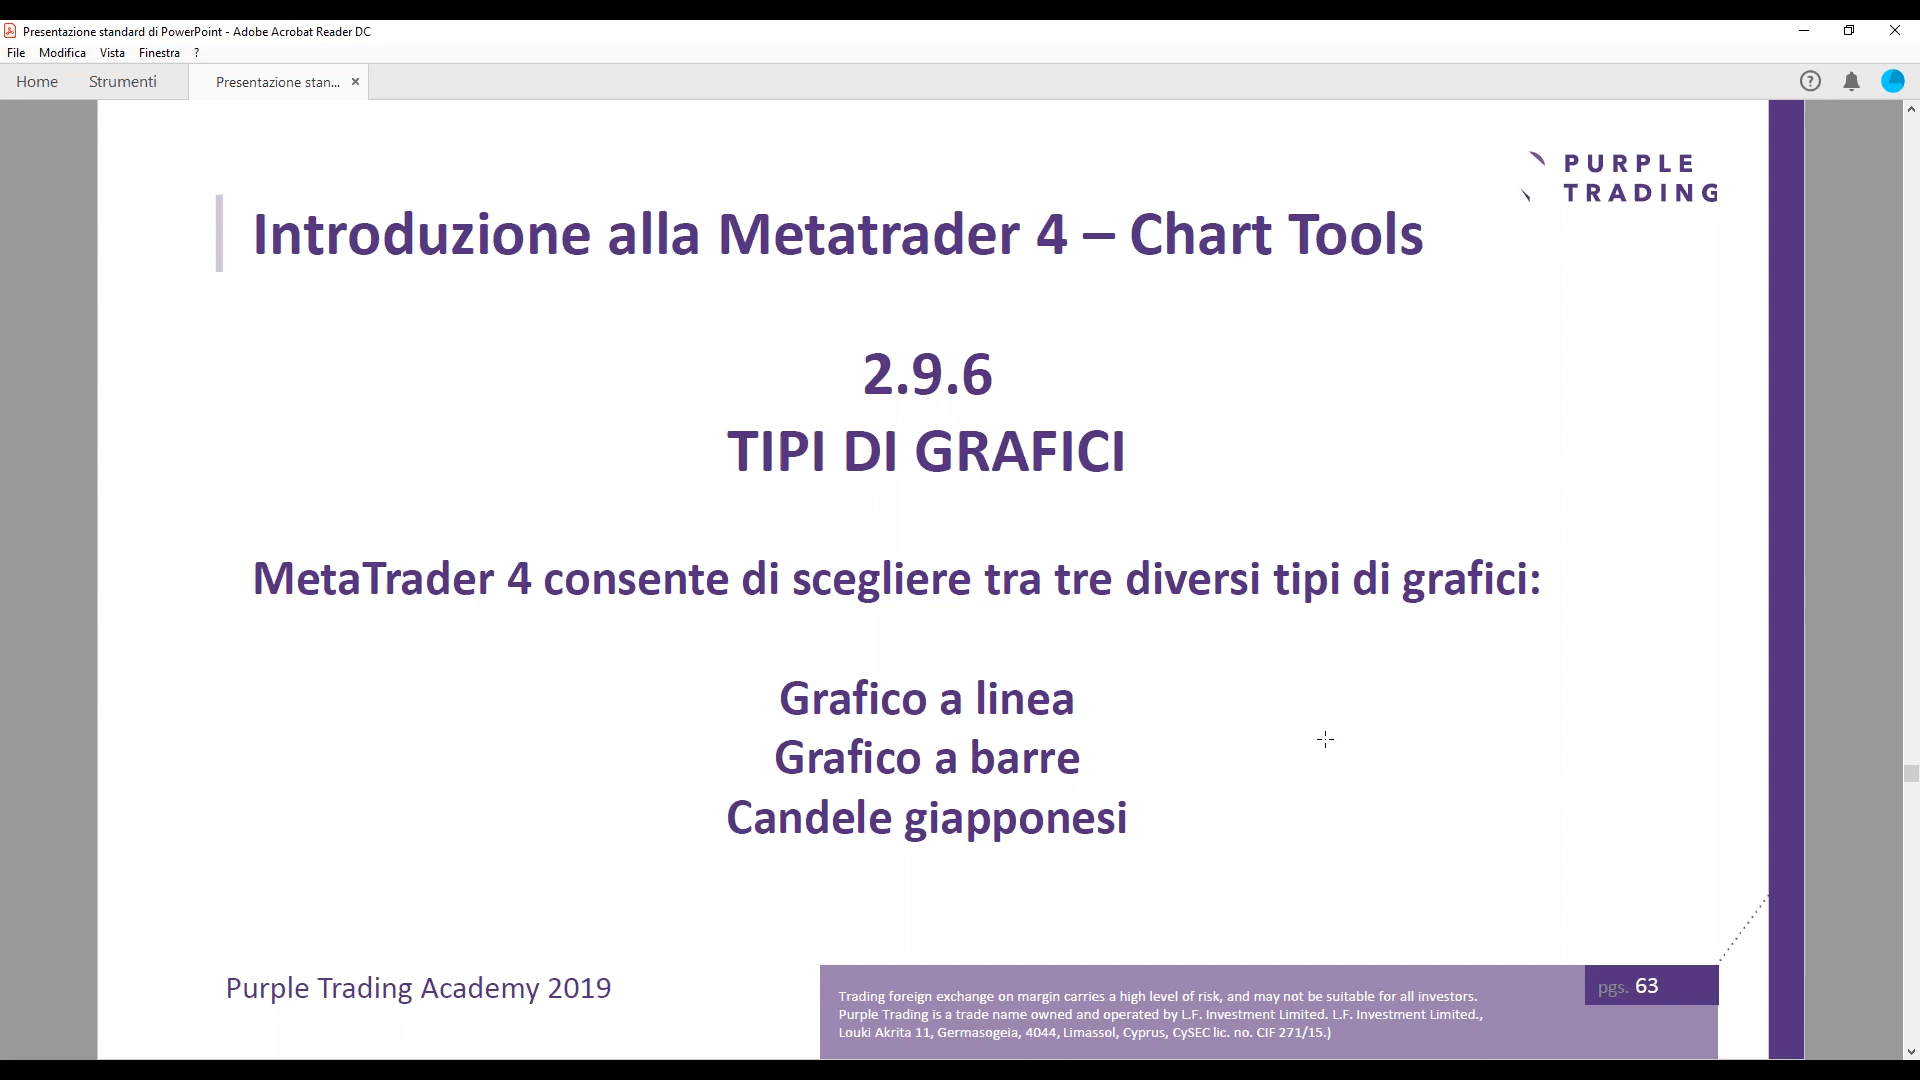 Presentazione standard di PowerPoint - Adobe Acrobat Reader DC
File Modifica Vista Finestra ?
Home Strumenti Presentazione stan... ×
PURPLE
TRADING
Introduzione alla Metatrader 4 – Chart Tools
2.9.6
TIPI DI GRAFICI
MetaTrader 4 consente di scegliere tra tre diversi tipi di grafici:
Grafico a linea
Grafico a barre
Candele giapponesi
Purple Trading Academy 2019
Trading foreign exchange on margin carries a high level of risk, and may not be suitable for all investors.
Purple Trading is a trade name owned and operated by L.F. Investment Limited. L.F. Investment Limited.,
Louki Akrita 11, Germasogeia, 4044, Limassol, Cyprus, CySEC lic. no. CIF 271/15.)
pgs. 63